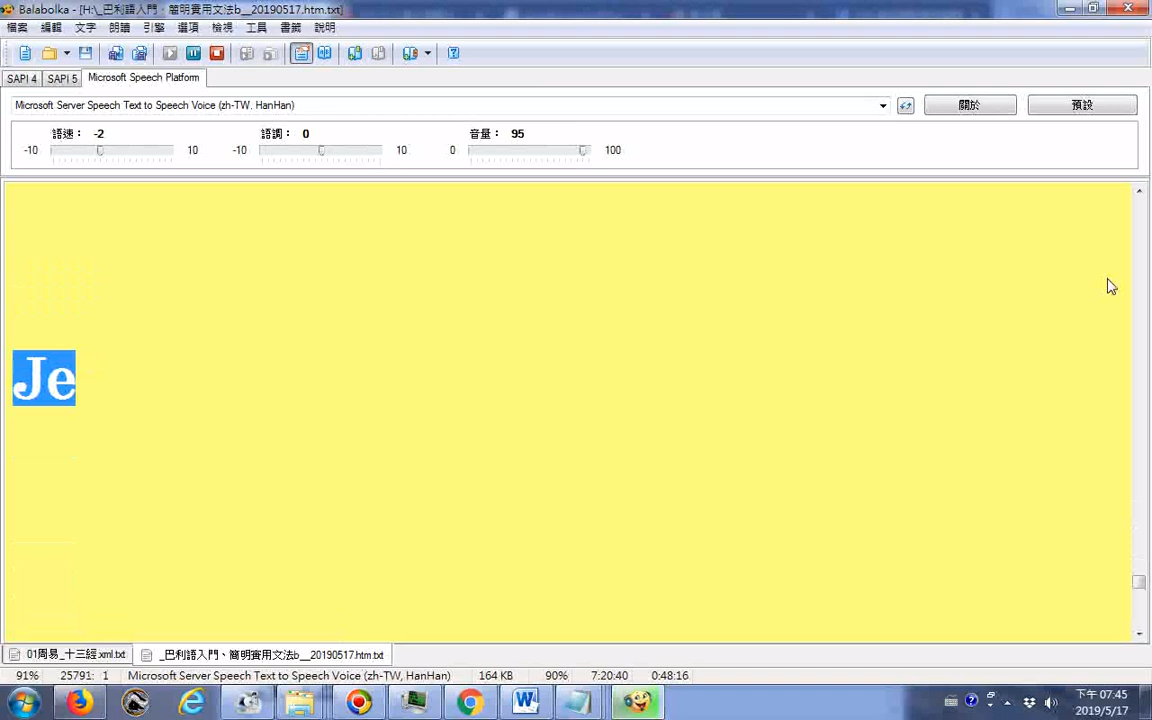 Balabolka - [H:\_巴利語入門、簡明實用文法b__20190517.htm.txt]
檔案 編輯 文字 朗讀 引擎 選項 檢視 工具 書籤 說明
SAPI 4 SAPI 5 Microsoft Speech Platform
Microsoft Server Speech Text to Speech Voice (zh-TW, HanHan) 關於 預設
語速： -2 語調： 0 音量： 95
-10 10 -10 10 0 100
Je
01周易_十三經.xml.txt _巴利語入門、簡明實用文法b__20190517.htm.txt
91% 25791: 1 Microsoft Server Speech Text to Speech Voice (zh-TW, HanHan) 164 KB 90% 7:20:40 0:48:16
下午 07:45
2019/5/17